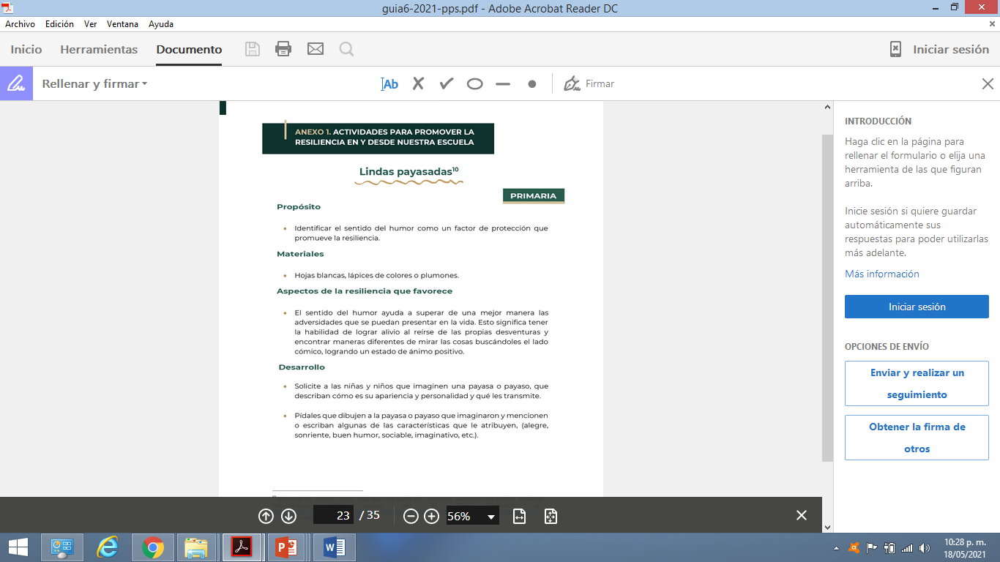 guia6-2021-pps.pdf - Adobe Acrobat Reader DC
Archivo Edición Ver Ventana Ayuda
Inicio Herramientas Documento Iniciar sesión
Rellenar y firmar Ab Firmar
ANEXO 1. ACTIVIDADES PARA PROMOVER LA
RESILIENCIA EN Y DESDE NUESTRA ESCUELA
Lindas payasadas10
PRIMARIA
Propósito
• Identificar el sentido del humor como un factor de protección que
promueve la resiliencia.
Materiales
• Hojas blancas, lápices de colores o plumones.
Aspectos de la resiliencia que favorece
• El sentido del humor ayuda a superar de una mejor manera las
adversidades que se puedan presentar en la vida. Esto significa tener
la habilidad de lograr alivio al reírse de las propias desventuras y
encontrar maneras diferentes de mirar las cosas buscándoles el lado
cómico, logrando un estado de ánimo positivo.
Desarrollo
• Solicite a las niñas y niños que imaginen una payasa o payaso, que
describan cómo es su apariencia y personalidad y qué les transmite.
• Pídales que dibujen a la payasa o payaso que imaginaron y mencionen
o escriban algunas de las características que le atribuyen, (alegre,
sonriente, buen humor, sociable, imaginativo, etc.).
23 / 35 56%
INTRODUCCIÓN
Haga clic en la página para
rellenar el formulario o elija una
herramienta de las que figuran
arriba.
Inicie sesión si quiere guardar
automáticamente sus
respuestas para poder utilizarlas
más adelante.
Más información
Iniciar sesión
OPCIONES DE ENVÍO
Enviar y realizar un
seguimiento
Obtener la firma de
otros
10:28 p. m.
18/05/2021